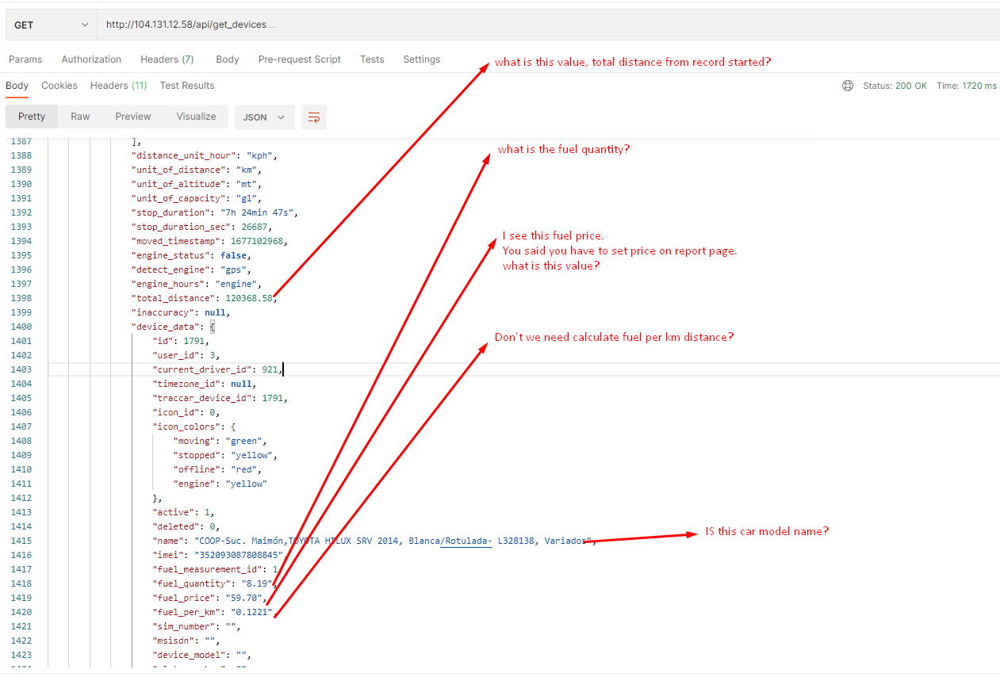 GET http://104.131.12.58/api/get_devices ...
Params Authorization Headers (7) Body Pre-request Script Tests Settings
what is this value, total distance from record started?
Body Cookies Headers (11) Test Results Status: 200 OK Time: 1720 ms
Pretty Raw Preview Visualize JSON
1387 ],
what is the fuel quantity?
1388 "distance_unit_hour": "kph",
1389 "unit_of_distance": "km",
1390 "unit_of_altitude": "mt",
1391 "unit_of_capacity": "gl",
1392 "stop_duration": "7h 24min 47s",
1393 "stop_duration_sec": 26687,
I see this fuel price.
1394 "moved_timestamp": 1677102968,
You said you have to set price on report page.
1395 "engine_status": false,
what is this value?
1396 "detect_engine": "gps",
1397 "engine_hours": "engine",
1398 "total_distance": 120368.58,
1399 "inaccuracy": null,
1400 "device_data": {
Don't we need calculate fuel per km distance?
1401 "id": 1791,
1402 "user_id": 3,
1403 "current_driver_id": 921,
1404 "timezone_id": null,
1405 "traccar_device_id": 1791,
1406 "icon_id": 0,
1407 "icon_colors": {
1408 "moving": "green",
1409 "stopped": "yellow",
1410 "offline": "red",
1411 "engine": "yellow"
1412 },
1413 "active": 1,
1414 "deleted": 0,
IS this car model name?
1415 "name": "COOP-Suc. Maimón,TOYOTA HILUX SRV 2014, Blanca/Rotulada- L328138, Variados",
1416 "imei": "352093087808845",
1417 "fuel_measurement_id": 1,
1418 "fuel_quantity": "8.19",
1419 "fuel_price": "59.70",
1420 "fuel_per_km": "0.1221",
1421 "sim_number": "",
1422 "msisdn": "",
1423 "device_model": "",